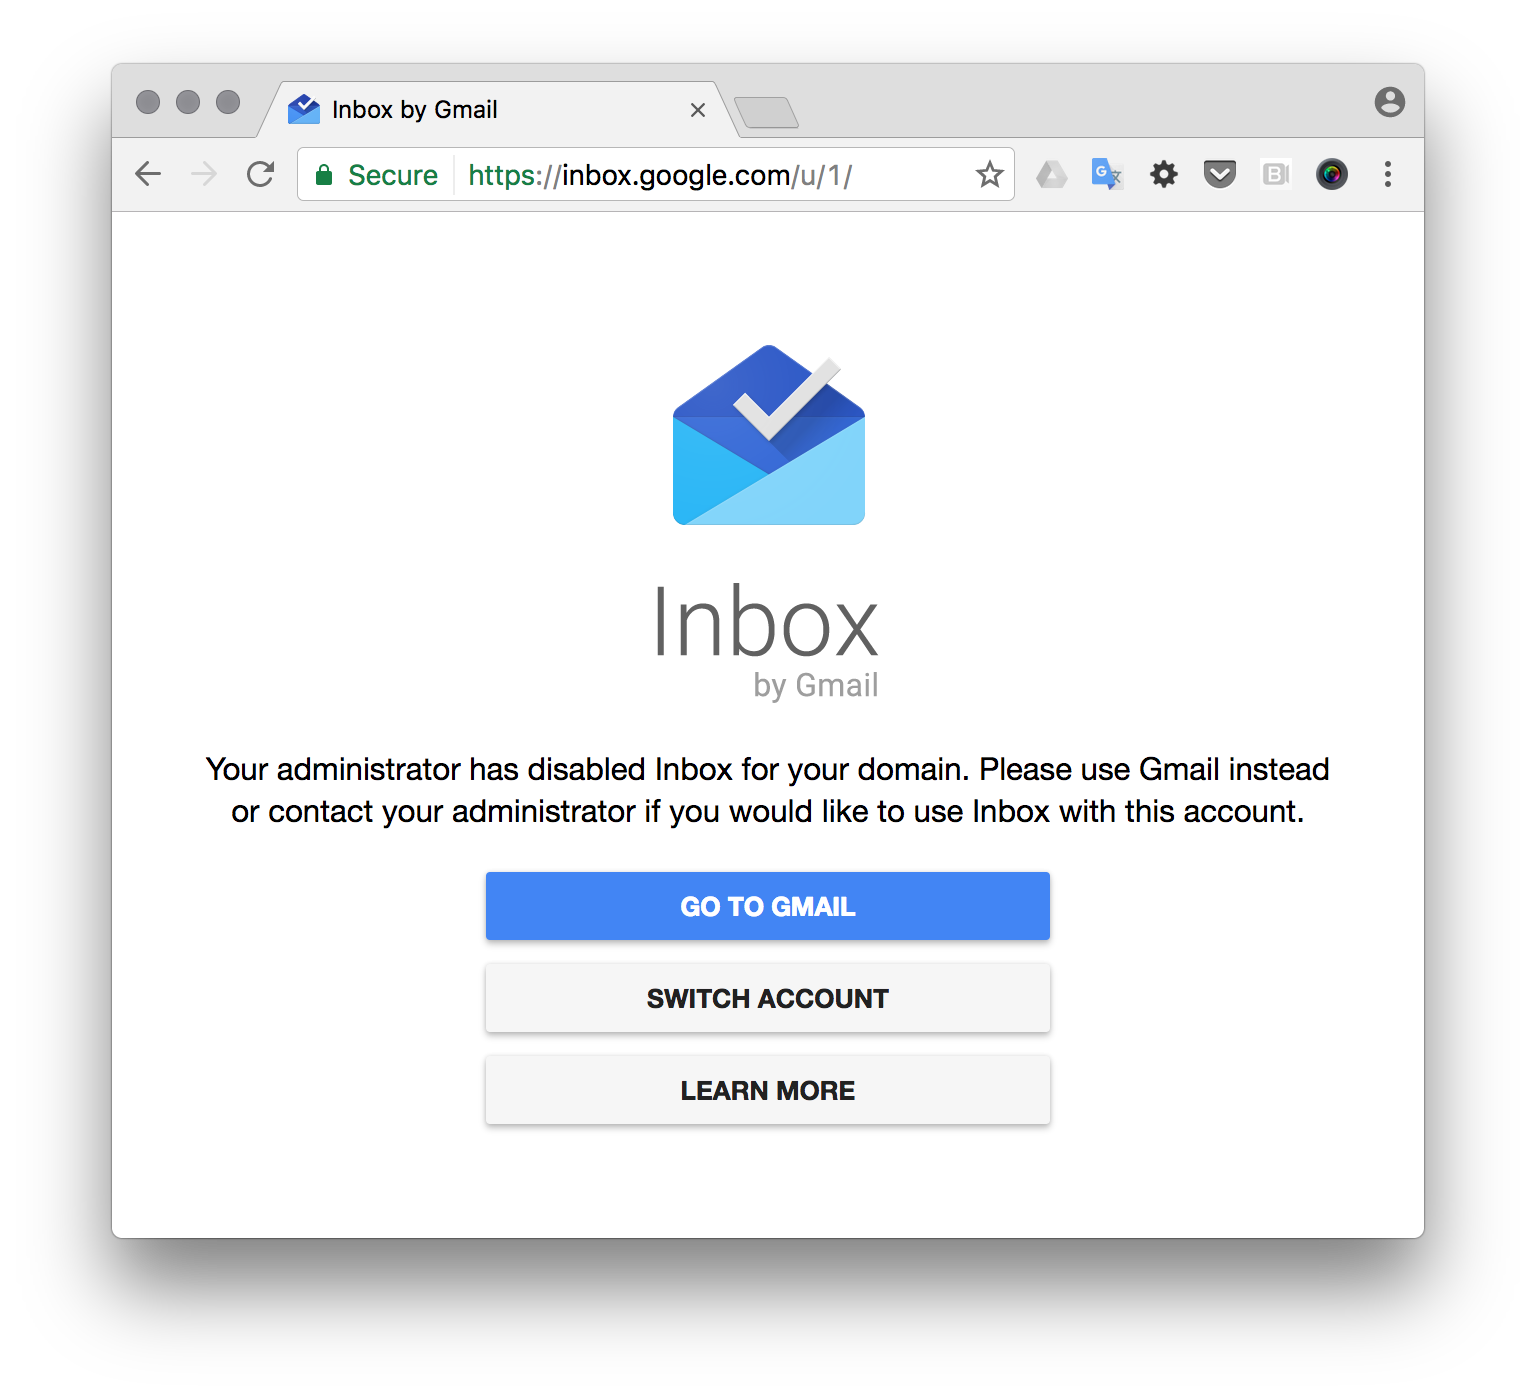 Inbox by Gmail
Secure https://inbox.google.com/u/1/
Inbox
by Gmail
Your administrator has disabled Inbox for your domain. Please use Gmail instead
or contact your administrator if you would like to use Inbox with this account.
GO TO GMAIL
SWITCH ACCOUNT
LEARN MORE